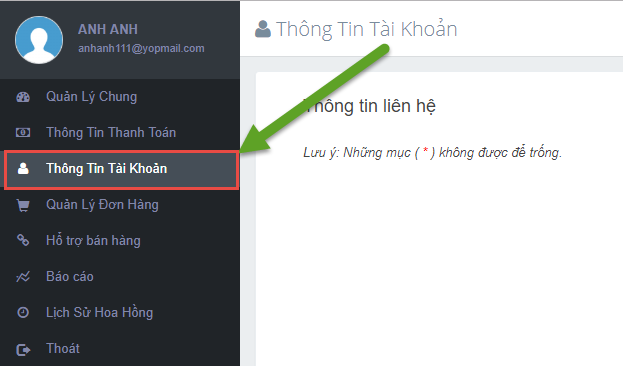 ANH ANH
anhanh111@yopmail.com
Quản Lý Chung
Thông Tin Thanh Toán
Thông Tin Tài Khoản
Quản Lý Đơn Hàng
Hỗ trợ bán hàng
Báo cáo
Lịch Sử Hoa Hồng
Thoát
Thông Tin Tài Khoản
Thông tin liên hệ
Lưu ý: Những mục ( * ) không được để trống.